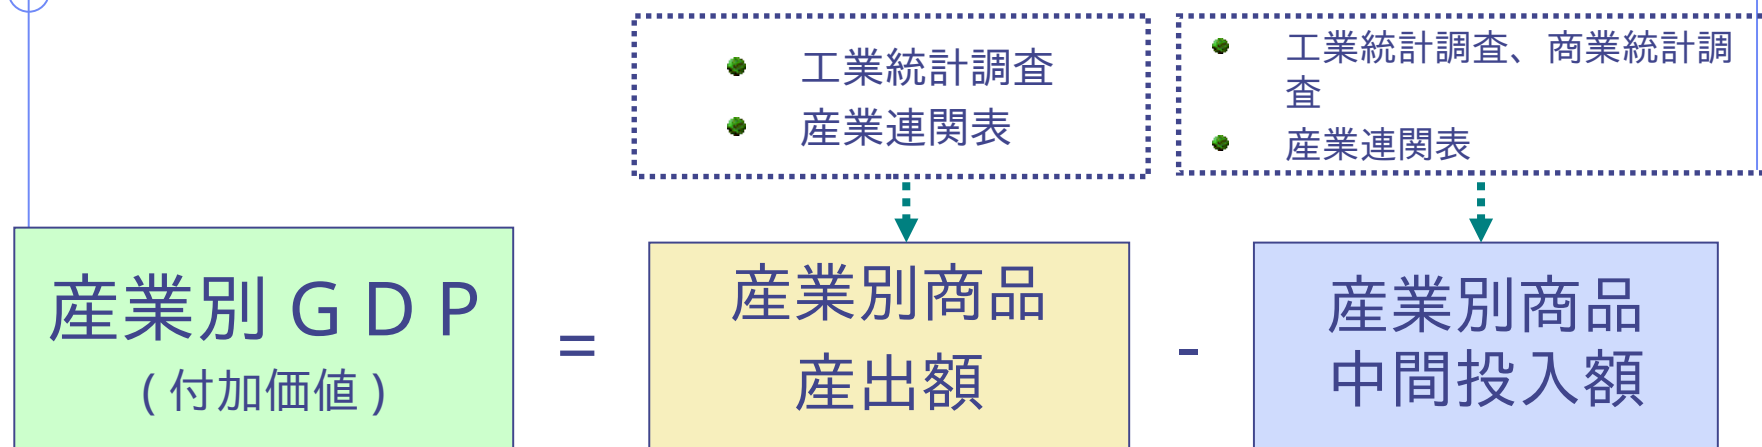 工業統計調査
産業連関表
工業統計調査、商業統計調
査
産業連関表
産業別GDP
(付加価値)
=
産業別商品
産出額
-
産業別商品
中間投入額